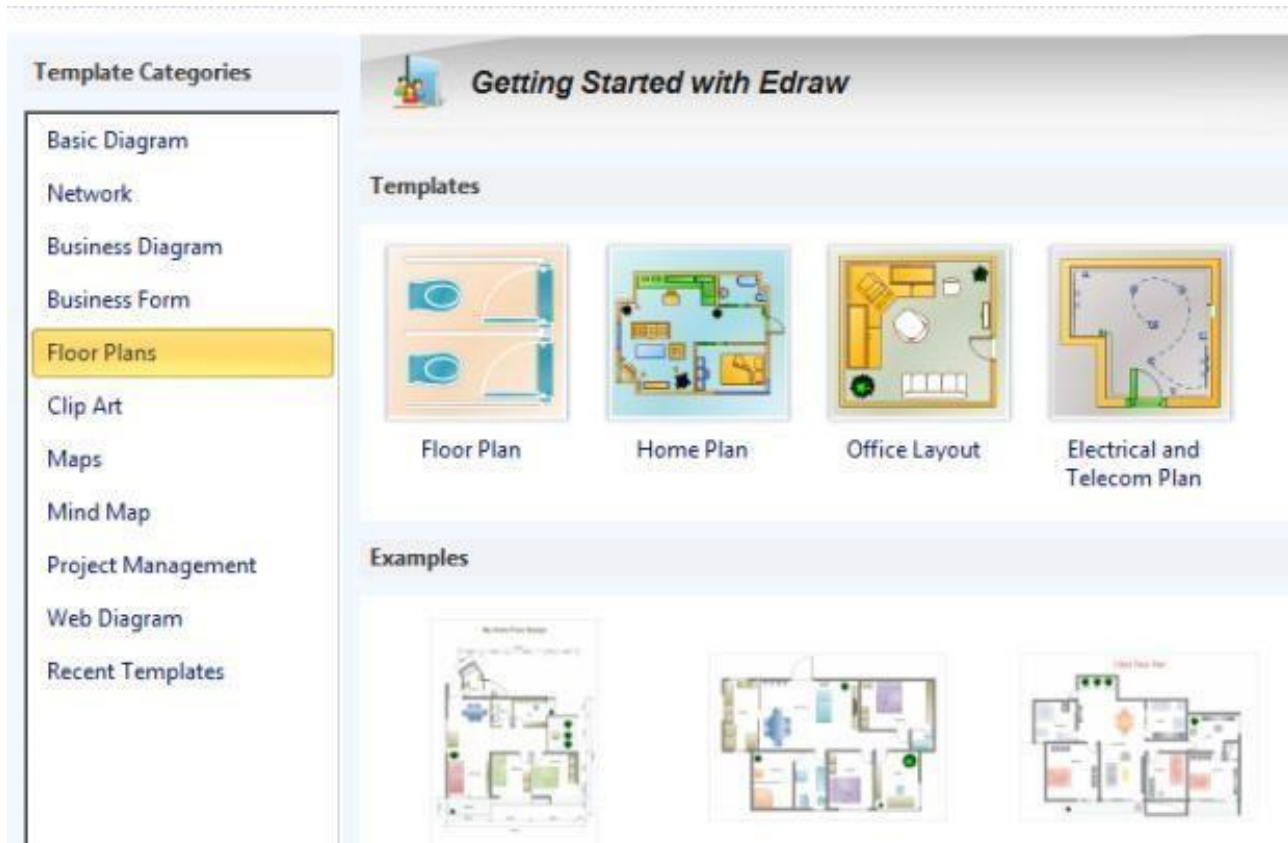 Template Categories
Basic Diagram
Network
Business Diagram
Business Form
Floor Plans
Clip Art
Maps
Mind Map
Project Management
Web Diagram
Recent Templates
Getting Started with Edraw
Templates
Floor Plan
Home Plan
Office Layout
Electrical and
Telecom Plan
Examples